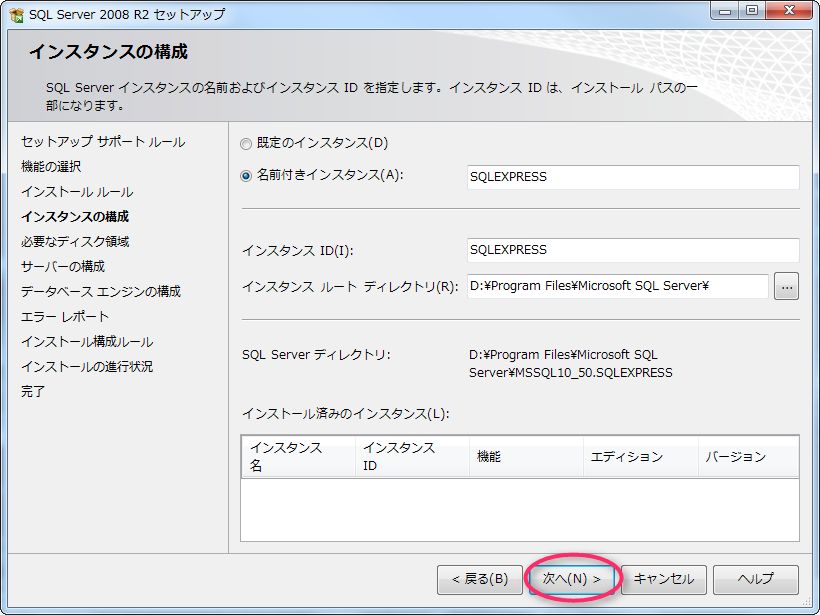 SQL Server 2008 R2 セットアップ
インスタンスの構成
SQL Server インスタンスの名前およびインスタンス ID を指定します。インスタンス ID は、インストール パスの一
部になります。
セットアップ サポート ルール
機能の選択
インストール ルール
インスタンスの構成
必要なディスク領域
サーバーの構成
データベース エンジンの構成
エラー レポート
インストール構成ルール
インストールの進行状況
完了
既定のインスタンス(D)
名前付きインスタンス(A): SQLEXPRESS
インスタンス ID(I): SQLEXPRESS
インスタンス ルート ディレクトリ(R): D:¥Program Files¥Microsoft SQL Server¥ ...
SQL Server ディレクトリ: D:¥Program Files¥Microsoft SQL
Server¥MSSQL10_50.SQLEXPRESS
インストール済みのインスタンス(L):
インスタンス インスタンス 機能 エディション バージョン
名 ID
< 戻る(B) 次へ(N) > キャンセル ヘルプ